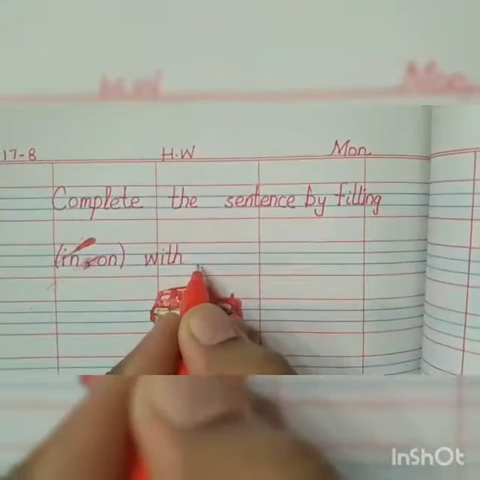 17-8 H.W Mon.
Complete the sentence by filling
(in on) with
InShOt